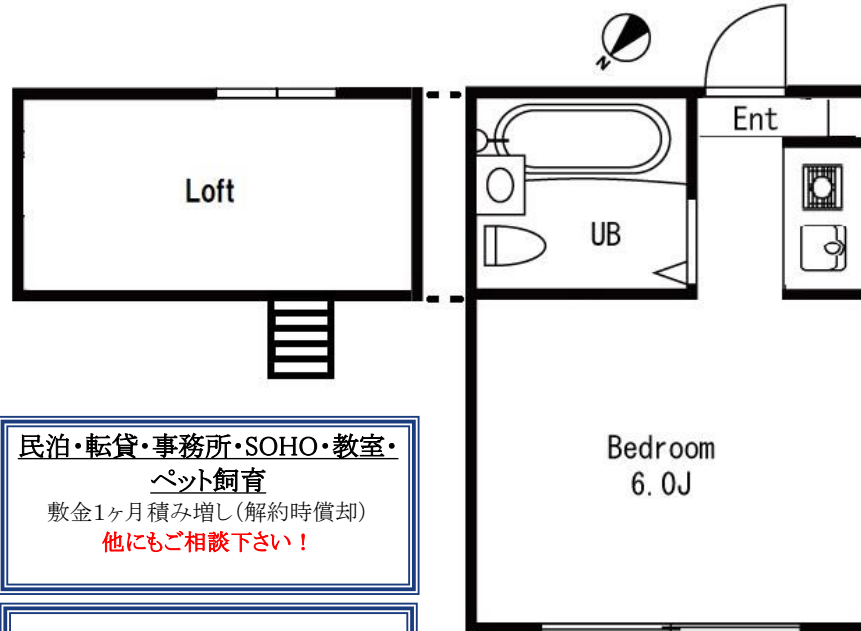 N
Ent
Loft
UB
Bedroom
6.0J
民泊・転貸・事務所・SOHO・教室・
ペット飼育
敷金1ヶ月積み増し(解約時償却)
他にもご相談下さい！